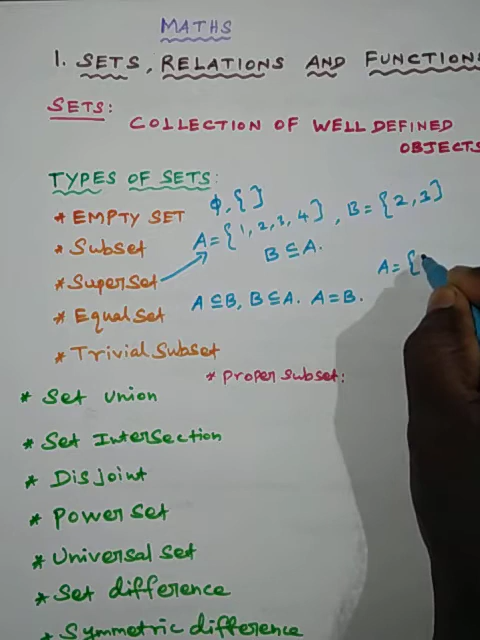 MATHS
1. SETS, RELATIONS AND FUNCTIONS
SETS:
COLLECTION OF WELL DEFINED
OBJECTS
TYPES OF SETS:
* EMPTY SET φ, { }
* Subset A = {1, 2, 3, 4}, B = {2, 3}
B ⊆ A.
* Superset A = {
* Equal set A ⊆ B, B ⊆ A. A = B.
* Trivial Subset
* Proper subset:
* Set union
* Set Intersection
* Disjoint
* Power set
* Universal set
* Set difference
* Symmetric difference